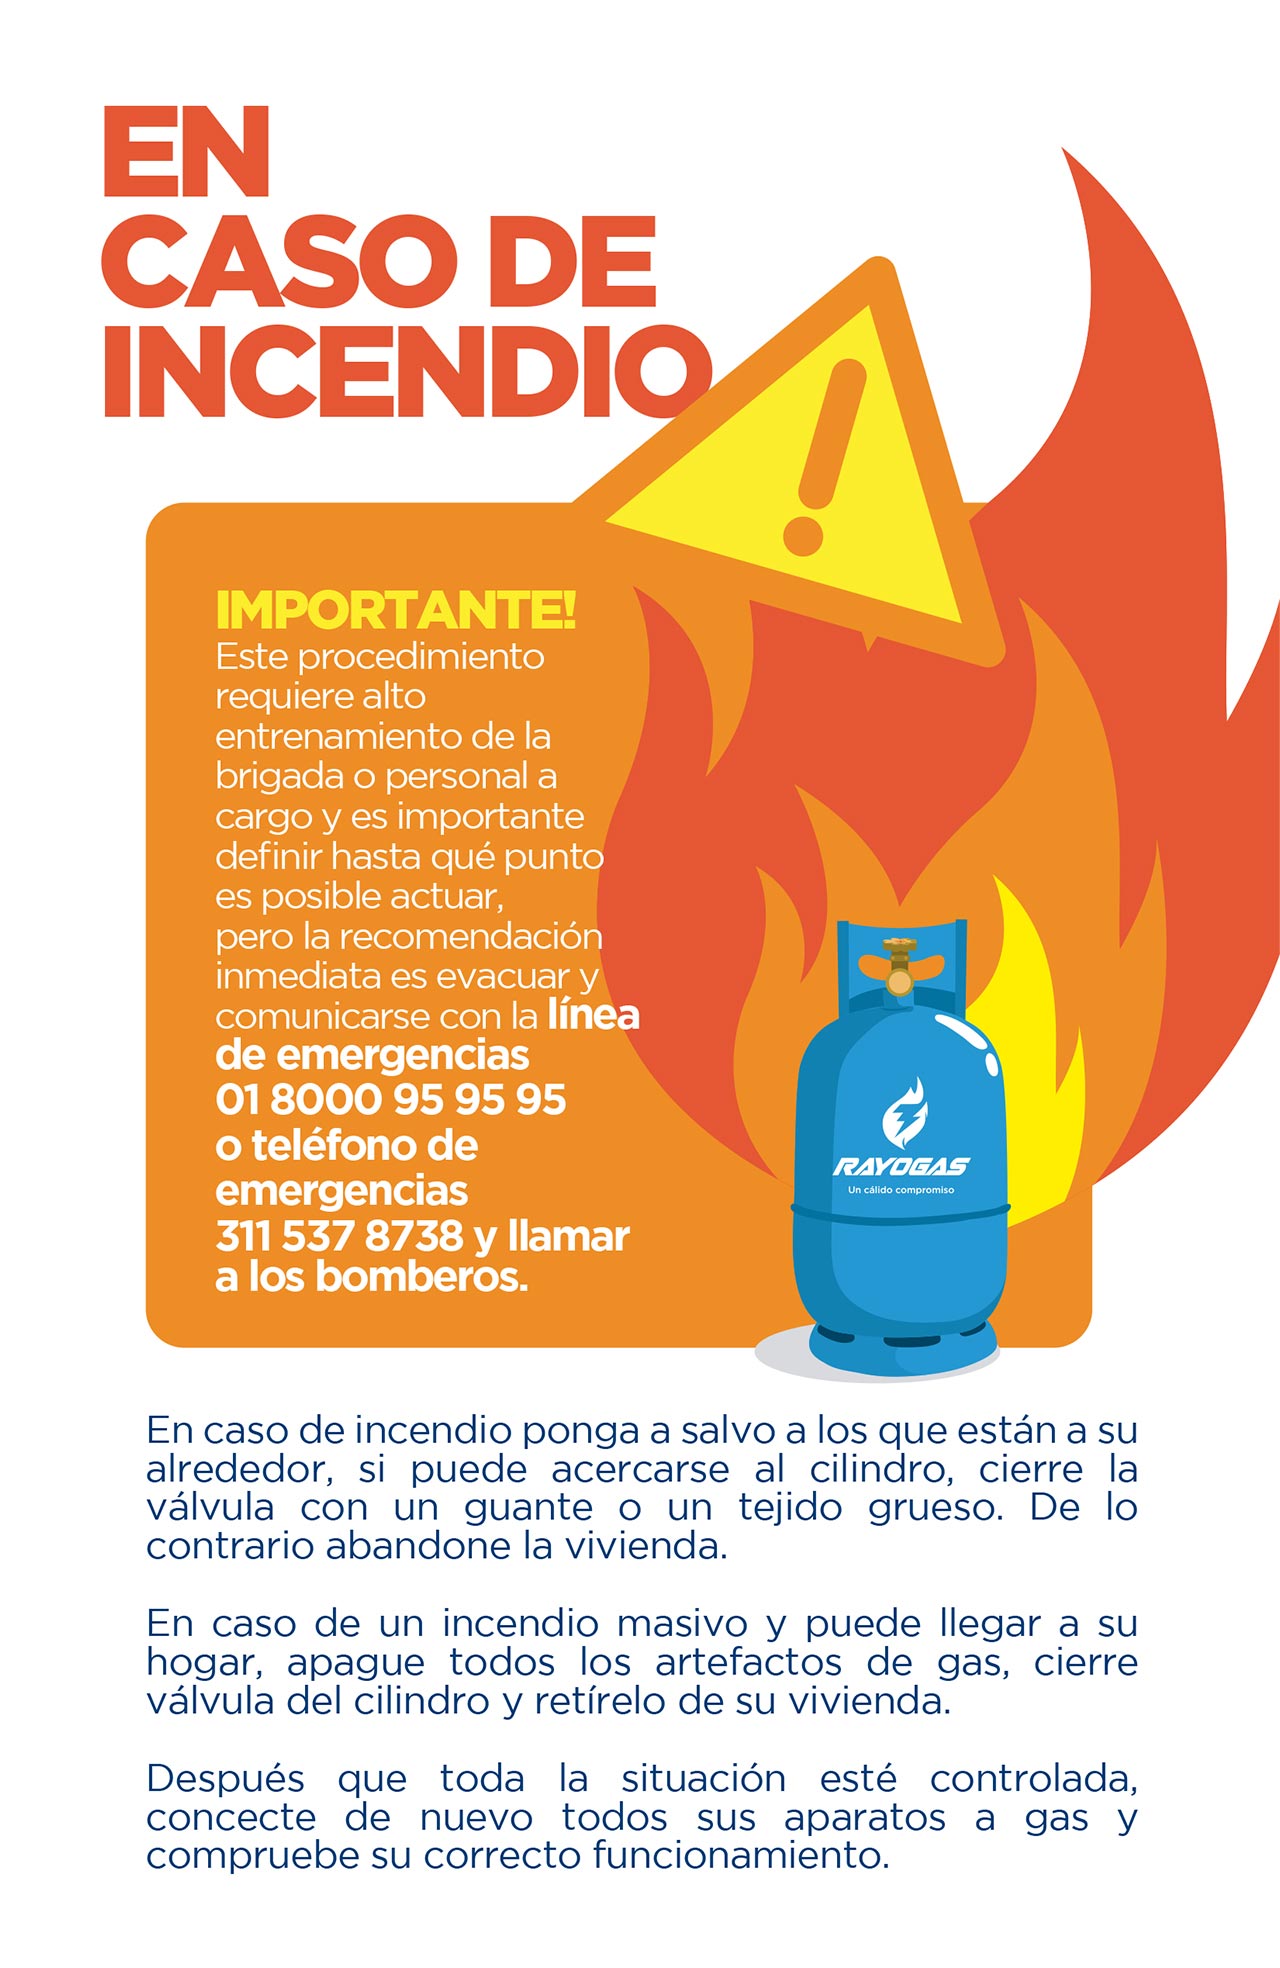 EN
CASO DE
INCENDIO
IMPORTANTE!
Este procedimiento
requiere alto
entrenamiento de la
brigada o personal a
cargo y es importante
definir hasta qué punto
es posible actuar,
pero la recomendación
inmediata es evacuar y
comunicarse con la línea
de emergencias
01 8000 95 95 95
o teléfono de
emergencias
311 537 8738 y llamar
a los bomberos.
RAYOGAS
Un cálido compromiso
En caso de incendio ponga a salvo a los que están a su
alrededor, si puede acercarse al cilindro, cierre la
válvula con un guante o un tejido grueso. De lo
contrario abandone la vivienda.
En caso de un incendio masivo y puede llegar a su
hogar, apague todos los artefactos de gas, cierre
válvula del cilindro y retírelo de su vivienda.
Después que toda la situación esté controlada,
concecte de nuevo todos sus aparatos a gas y
compruebe su correcto funcionamiento.